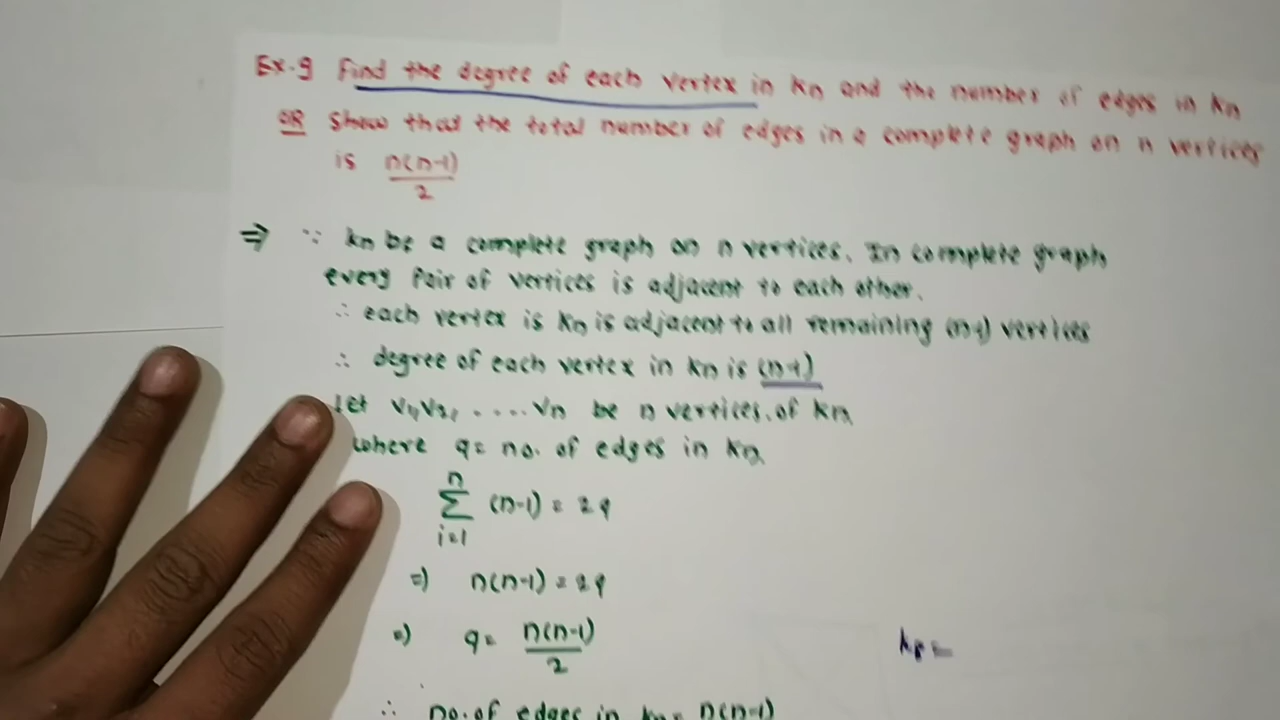 Ex.9 Find the degree of each vertex in Kn and the number of edges in Kn
OR Show that the total number of edges in a complete graph on n vertices
is n(n-1)/2
⇒ ∵ Kn be a complete graph on n vertices. In complete graph
every Pair of vertices is adjacent to each other.
∴ each vertex is Kn is adjacent to all remaining (n-1) vertices
∴ degree of each vertex in Kn is (n-1)
Let v1, v2, .... vn be n vertices of Kn
where q = no. of edges in Kn.
n∑i=1 (n-1) = 2q
⇒ n(n-1) = 2q
⇒ q = n(n-1)/2
∴ no. of edges in Kn = n(n-1)